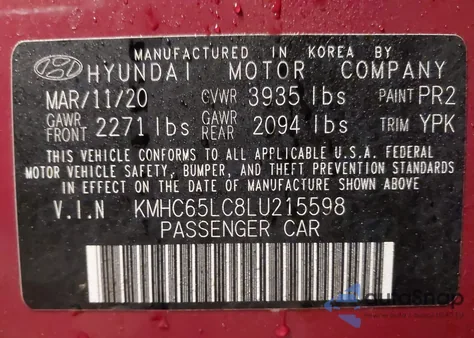 MANUFACTURED IN KOREA BY
HYUNDAI MOTOR COMPANY
MAR/11/20 GVWR 3935 lbs PAINT PR2
GAWR FRONT 2271 lbs GAWR REAR 2094 lbs TRIM YPK
THIS VEHICLE CONFORMS TO ALL APPLICABLE U.S.A. FEDERAL
MOTOR VEHICLE SAFETY, BUMPER, AND THEFT PREVENTION STANDARDS
IN EFFECT ON THE DATE OF MANUFACTURE SHOWN ABOVE.
V.I.N KMHC65LC8LU215598
PASSENGER CAR
AutoSnap